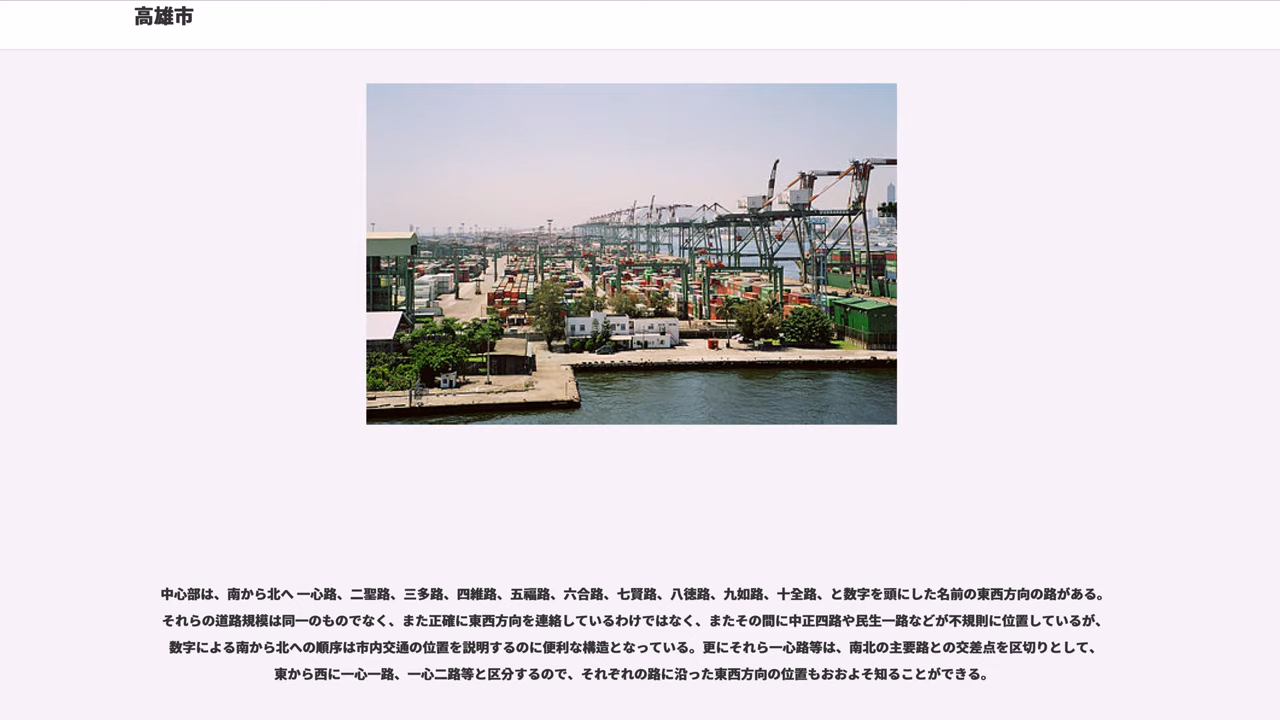 高雄市
中心部は、南から北へ 一心路、二聖路、三多路、四維路、五福路、六合路、七賢路、八徳路、九如路、十全路、と数字を頭にした名前の東西方向の路がある。
それらの道路規模は同一のものでなく、また正確に東西方向を連絡しているわけではなく、またその間に中正四路や民生一路などが不規則に位置しているが、
数字による南から北への順序は市内交通の位置を説明するのに便利な構造となっている。更にそれら一心路等は、南北の主要路との交差点を区切りとして、
東から西に一心一路、一心二路等と区分するので、それぞれの路に沿った東西方向の位置もおおよそ知ることができる。